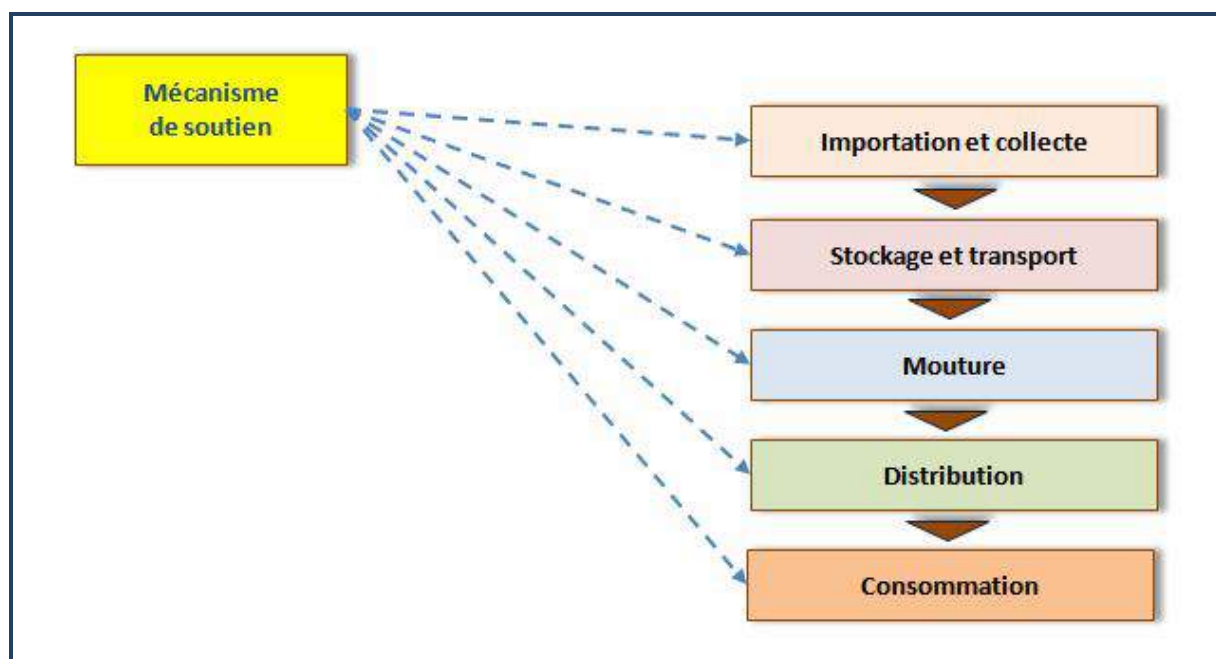 Mécanisme
de soutien
Importation et collecte
Stockage et transport
Mouture
Distribution
Consommation